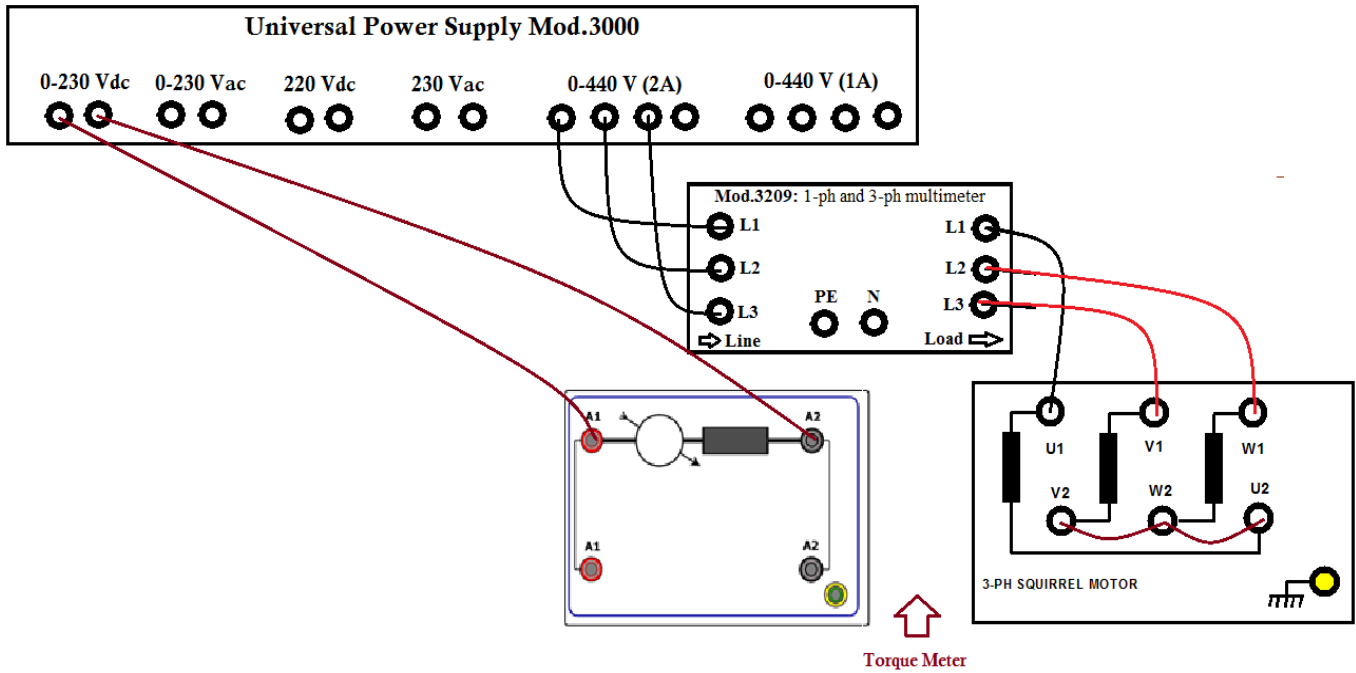 Universal Power Supply Mod.3000
0-230 Vdc
0-230 Vac
220 Vdc
230 Vac
0-440 V (2A)
0-440 V (1A)
Mod.3209: 1-ph and 3-ph multimeter
L1
L1
L2
L2
L3
PE
N
L3
Line
Load
A1
A2
U1
V1
W1
V2
W2
U2
A1
A2
3-PH SQUIRREL MOTOR
Torque Meter